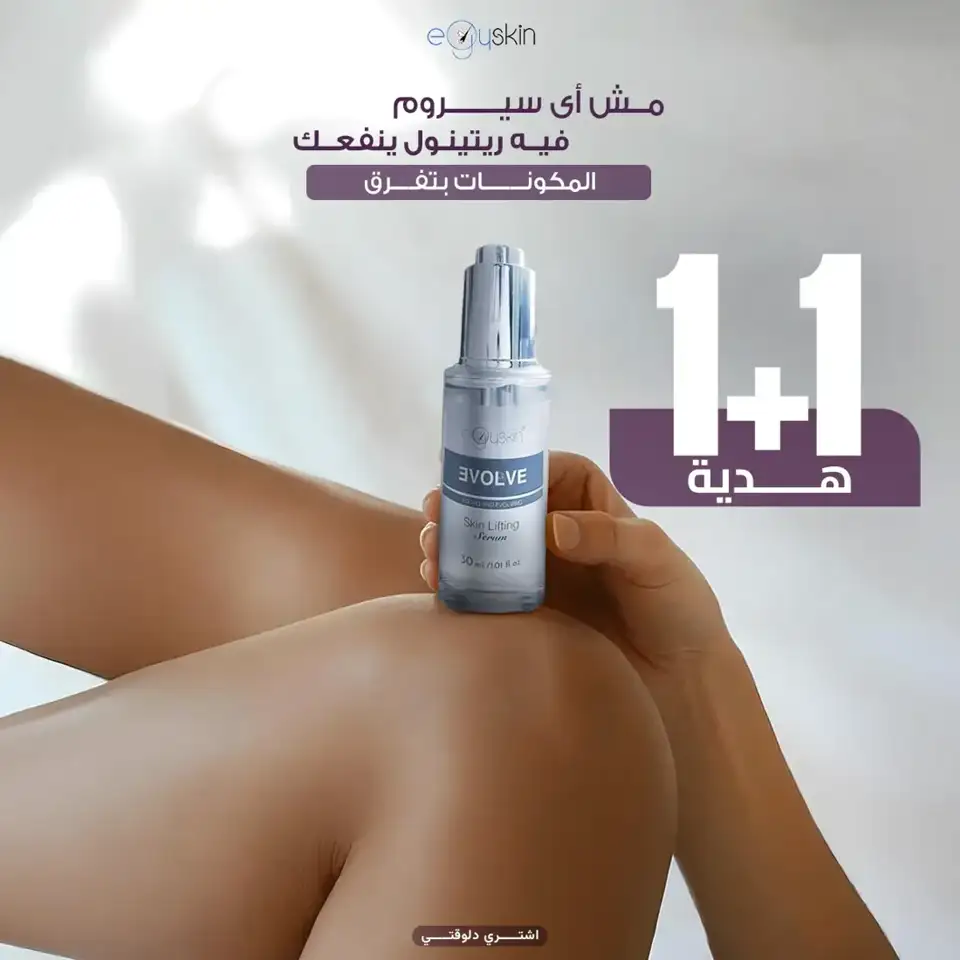 egyskin
مش أى سيروم
فيه ريتينول ينفعك
المكونات بتفرق
1+1
هدية
egyskin
EVOLVE
Skin Lifting
Serum
30 ml /1.01 fl oz
اشتري دلوقتي